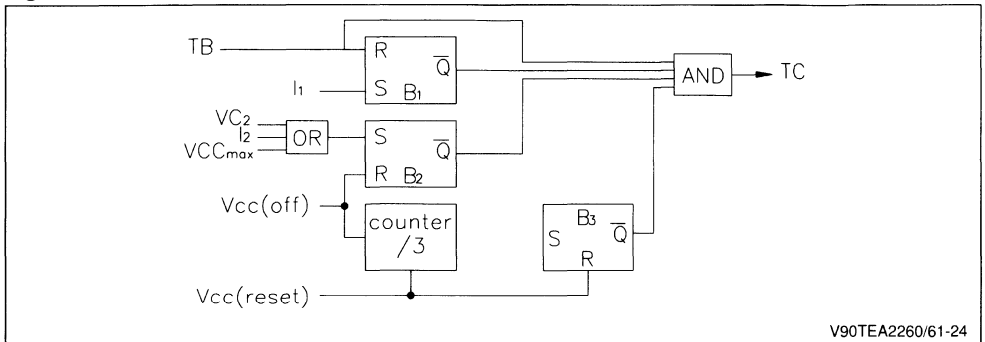 TB
R
Q
I1
S
B1
AND
TC
VC2
I2
VCCmax
OR
S
Q
R
B2
Vcc(off)
counter
/3
B3
S
Q
R
Vcc(reset)
V90TEA2260/61-24